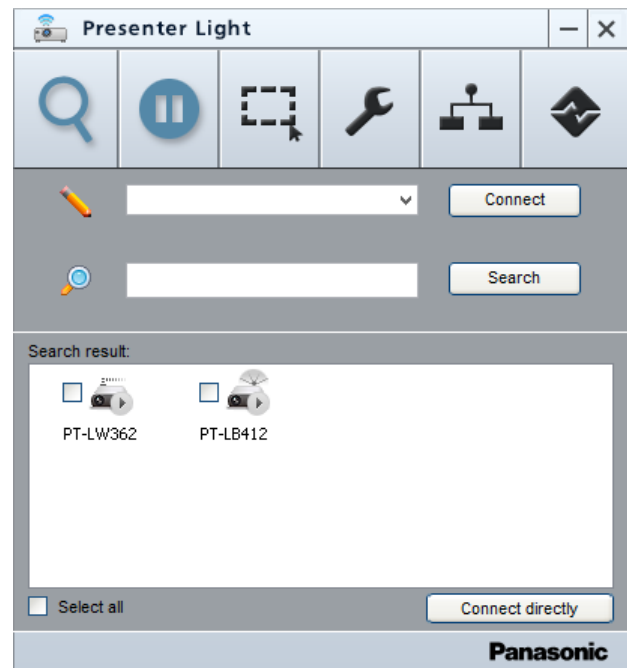 Presenter Light
Connect
Search
Search result:
PT-LW362
PT-LB412
Select all
Connect directly
Panasonic